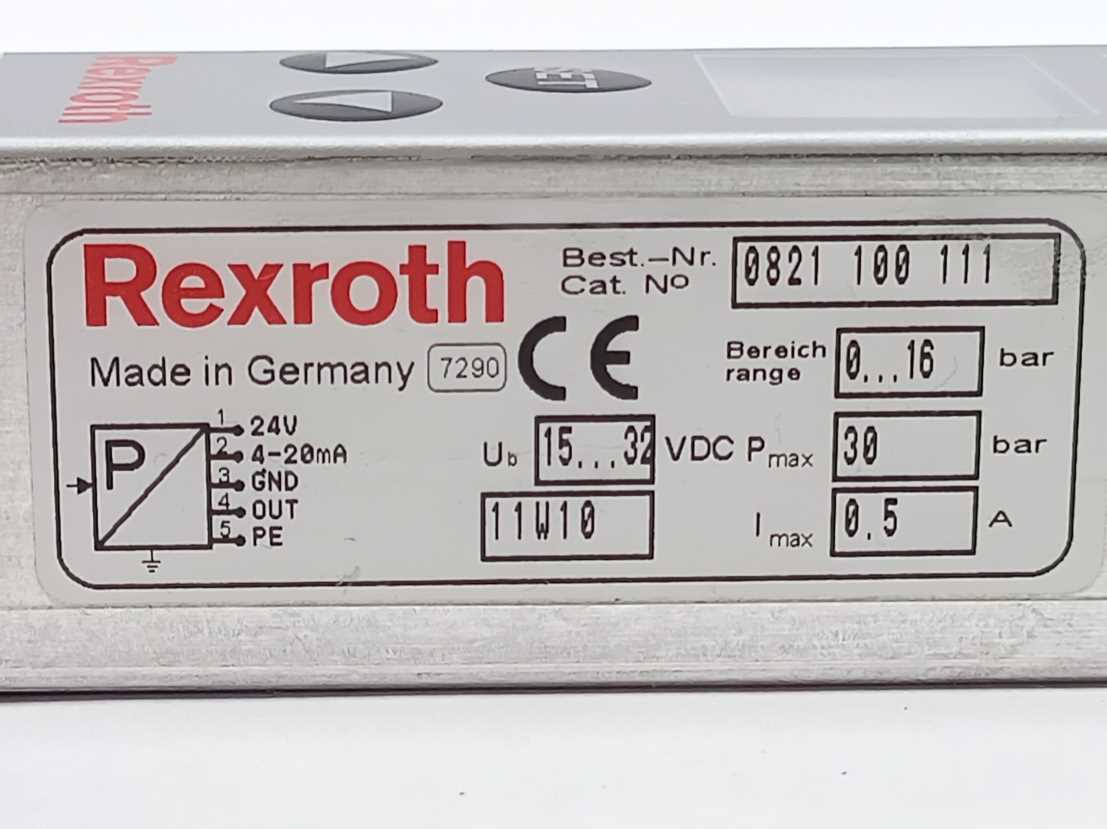 Rexroth
SET
Rexroth
Best.-Nr. 0821 100 111
Cat. No
Made in Germany 7290 CE
Bereich 0...16 bar
range
1 24V
2 4-20mA
3 GND
4 OUT
5 PE
P
Ub 15...32 VDC
Pmax 30 bar
11W10
Imax 0.5 A